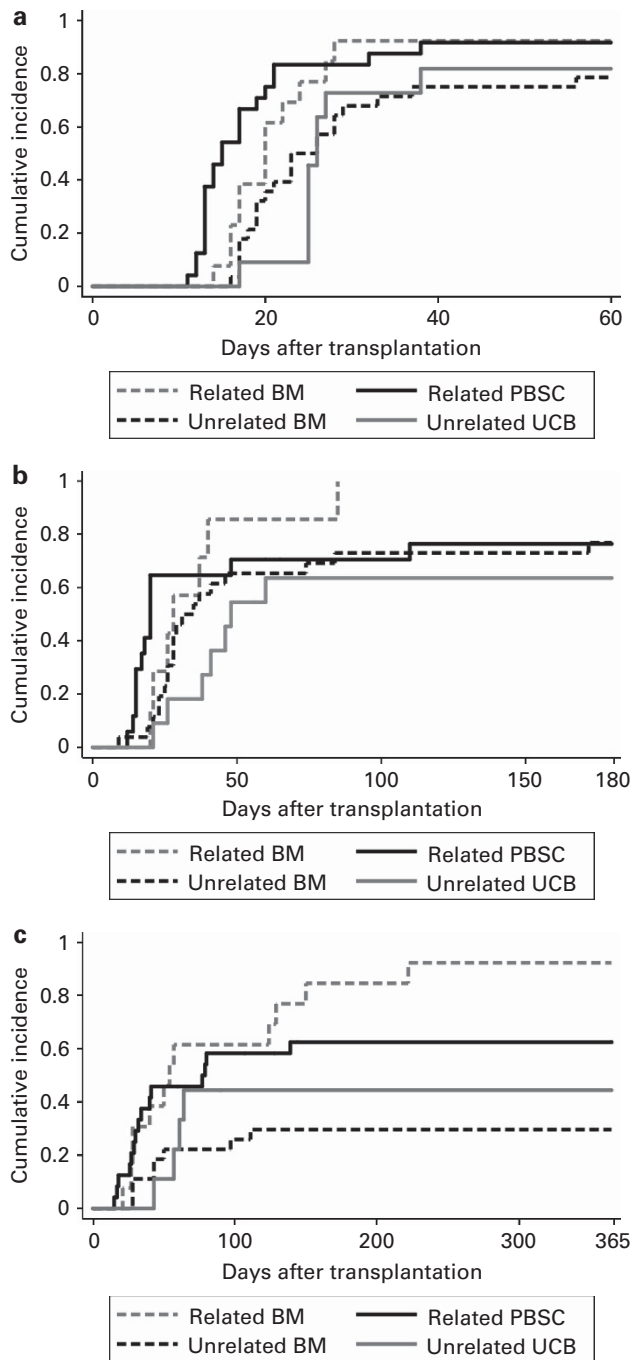 a
1
0.8
0.6
0.4
0.2
0
Cumulative incidence
0 20 40 60
Days after transplantation
Related BM Related PBSC
Unrelated BM Unrelated UCB
b
1
0.8
0.6
0.4
0.2
0
Cumulative incidence
0 50 100 150 180
Days after transplantation
Related BM Related PBSC
Unrelated BM Unrelated UCB
c
1
0.8
0.6
0.4
0.2
0
Cumulative incidence
0 100 200 300 365
Days after transplantation
Related BM Related PBSC
Unrelated BM Unrelated UCB